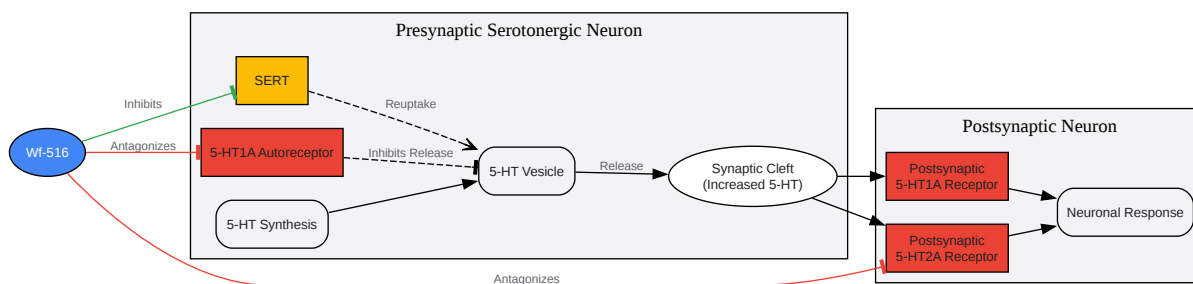 Presynaptic Serotonergic Neuron
SERT
Inhibits
Reuptake
Wf-516
Antagonizes
5-HT1A Autoreceptor
Inhibits Release
5-HT Vesicle
Release
Synaptic Cleft
(Increased 5-HT)
5-HT Synthesis
Postsynaptic Neuron
Postsynaptic
5-HT1A Receptor
Neuronal Response
Postsynaptic
5-HT2A Receptor
Antagonizes